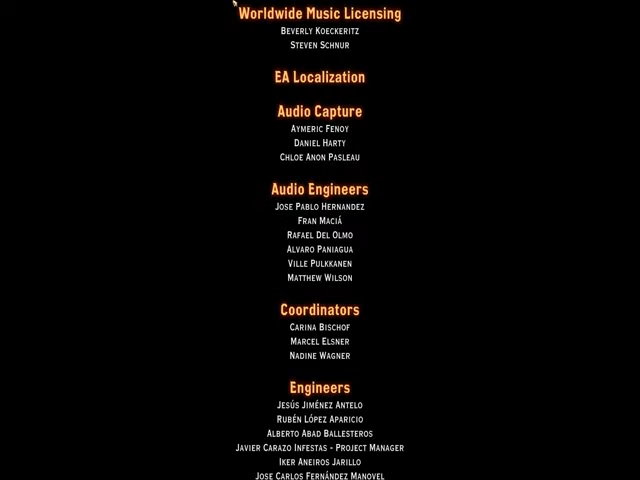 Worldwide Music Licensing
Beverly Koeckeritz
Steven Schnur
EA Localization
Audio Capture
Aymeric Fenoy
Daniel Harty
Chloe Anon Pasleau
Audio Engineers
Jose Pablo Hernandez
Fran Maciá
Rafael Del Olmo
Alvaro Paniagua
Ville Pulkkanen
Matthew Wilson
Coordinators
Carina Bischof
Marcel Elsner
Nadine Wagner
Engineers
Jesús Jiménez Antelo
Rubén López Aparicio
Alberto Abad Ballesteros
Javier Carazo Infestas - Project Manager
Iker Aneiros Jarillo
Jose Carlos Fernández Manovel